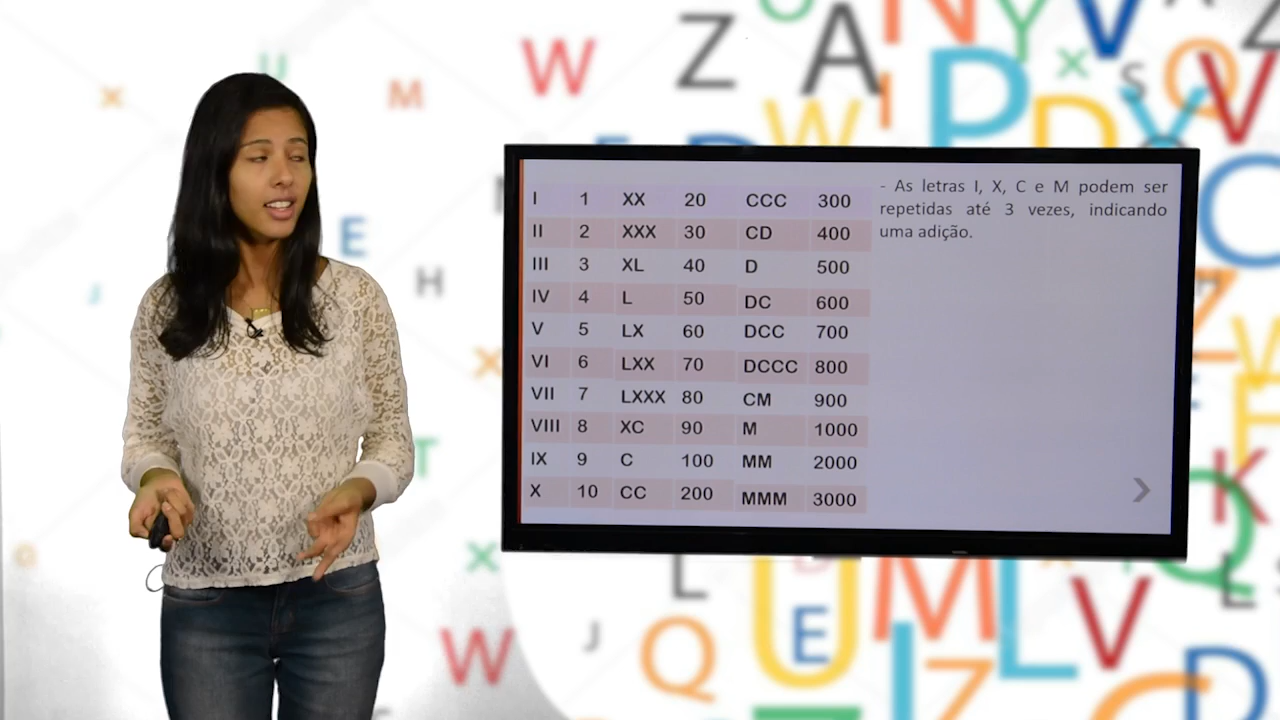 I 1 XX 20 CCC 300
II 2 XXX 30 CD 400
III 3 XL 40 D 500
IV 4 L 50 DC 600
V 5 LX 60 DCC 700
VI 6 LXX 70 DCCC 800
VII 7 LXXX 80 CM 900
VIII 8 XC 90 M 1000
IX 9 C 100 MM 2000
X 10 CC 200 MMM 3000
- As letras I, X, C e M podem ser
repetidas até 3 vezes, indicando
uma adição.